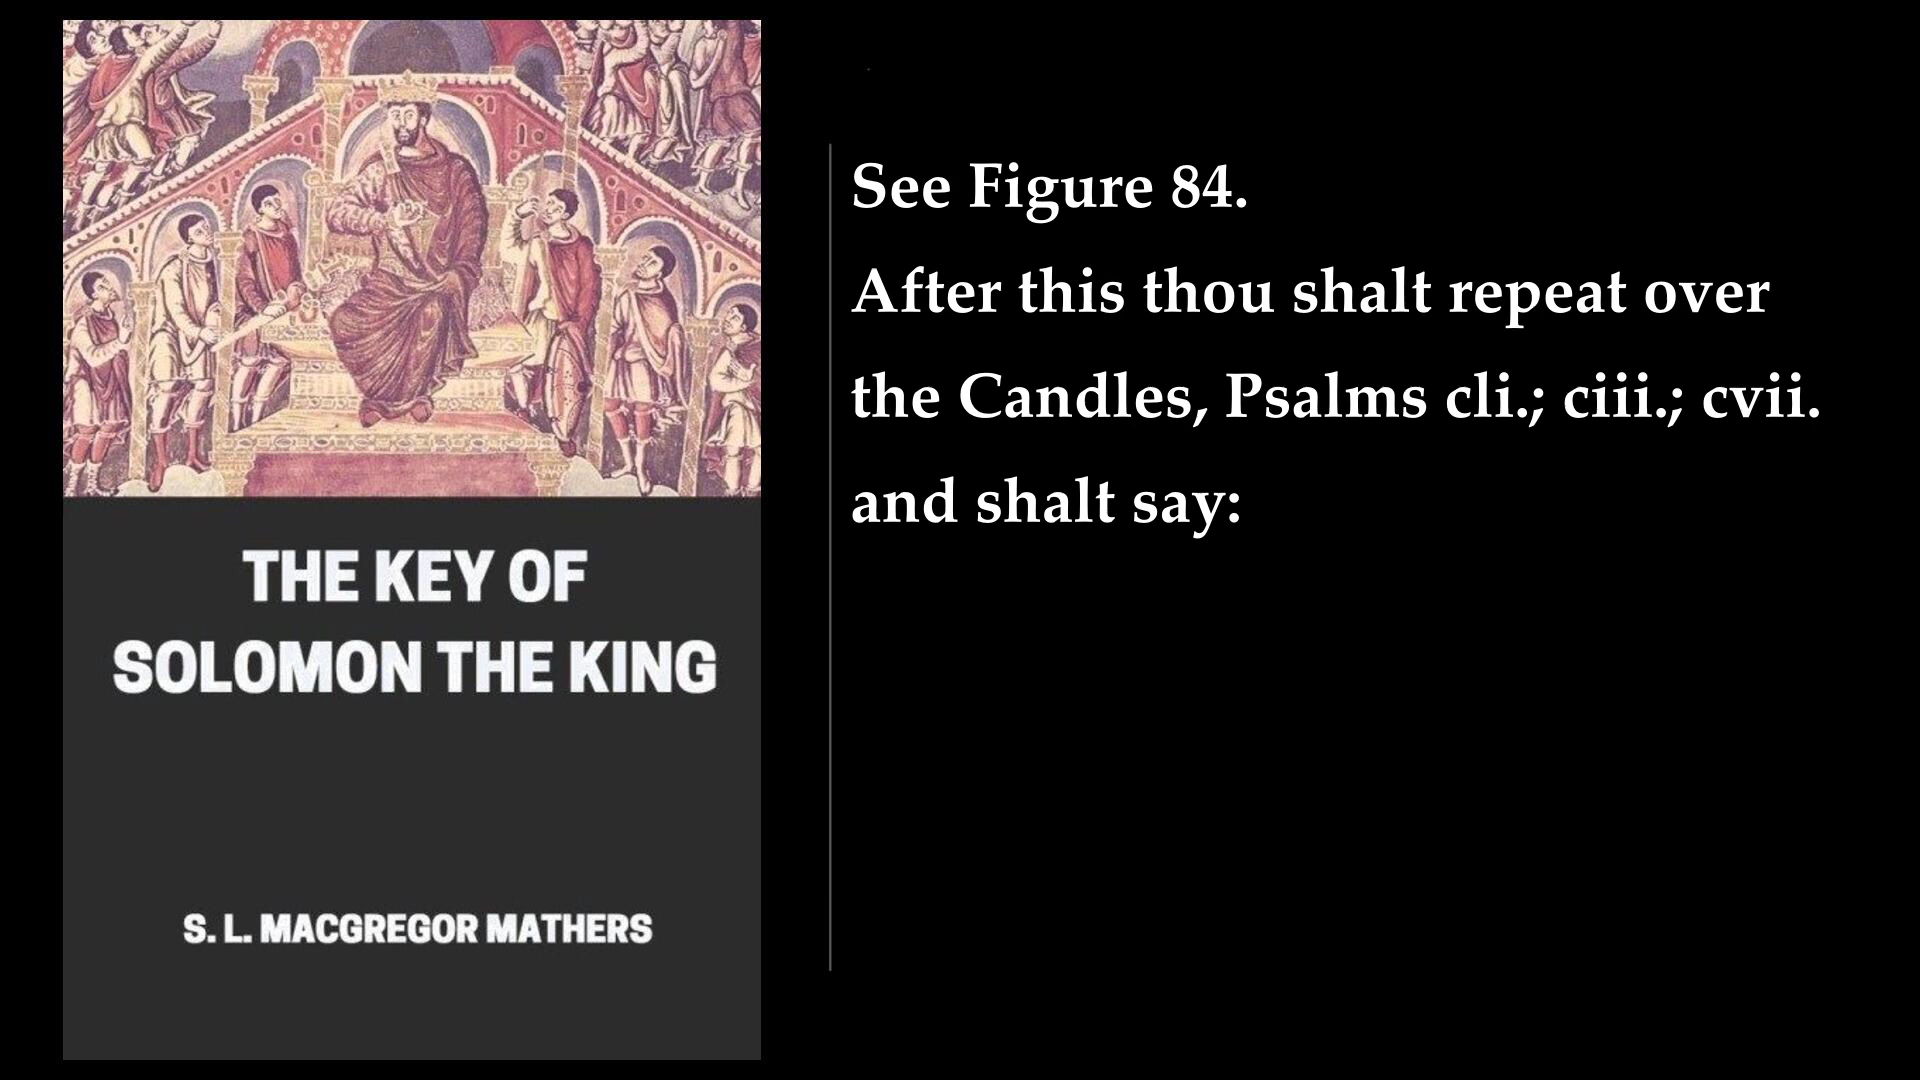 THE KEY OF
SOLOMON THE KING
S. L. MACGREGOR MATHERS
See Figure 84.
After this thou shalt repeat over
the Candles, Psalms cli.; ciii.; cvii.
and shalt say: